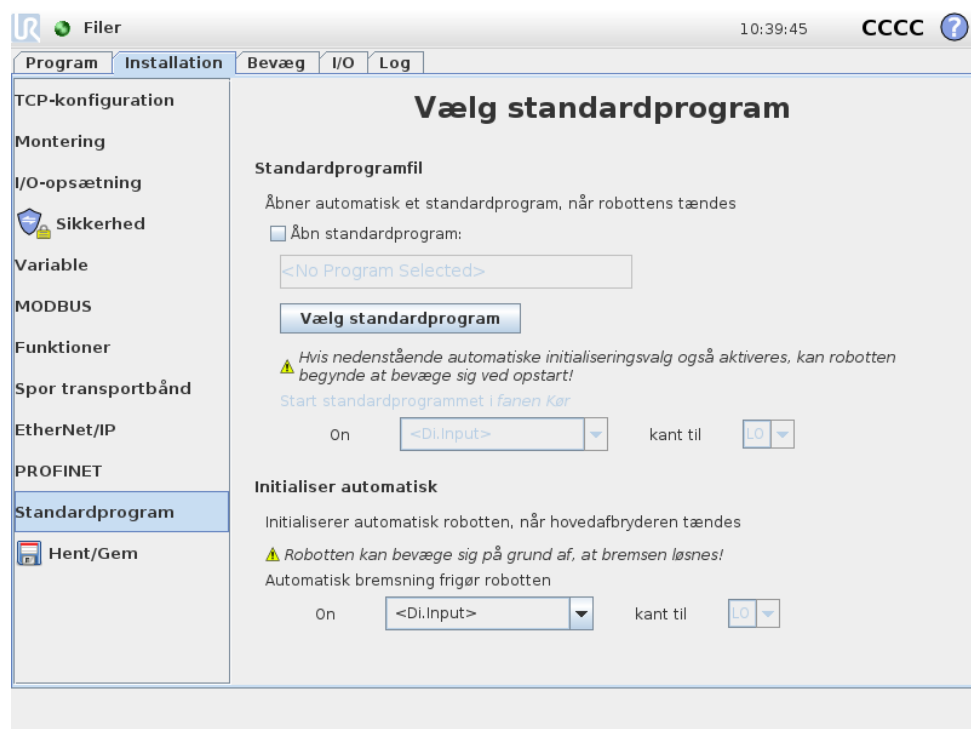 UR Filer 10:39:45 CCCC ?
Program Installation Bevæg I/O Log
TCP-konfiguration
Montering
I/O-opsætning
Sikkerhed
Variable
MODBUS
Funktioner
Spor transportbånd
EtherNet/IP
PROFINET
Standardprogram
Hent/Gem
Vælg standardprogram
Standardprogramfil
Åbner automatisk et standardprogram, når robottens tændes
Åbn standardprogram:
<No Program Selected>
Vælg standardprogram
Hvis nedenstående automatiske initialiseringsvalg også aktiveres, kan robotten
begynde at bevæge sig ved opstart!
Start standardprogrammet i fanen Kør
On <Di.Input> kant til LO
Initialiser automatisk
Initialiserer automatisk robotten, når hovedafbryderen tændes
Robotten kan bevæge sig på grund af, at bremsen løsnes!
Automatisk bremsning frigør robotten
On <Di.Input> kant til LO